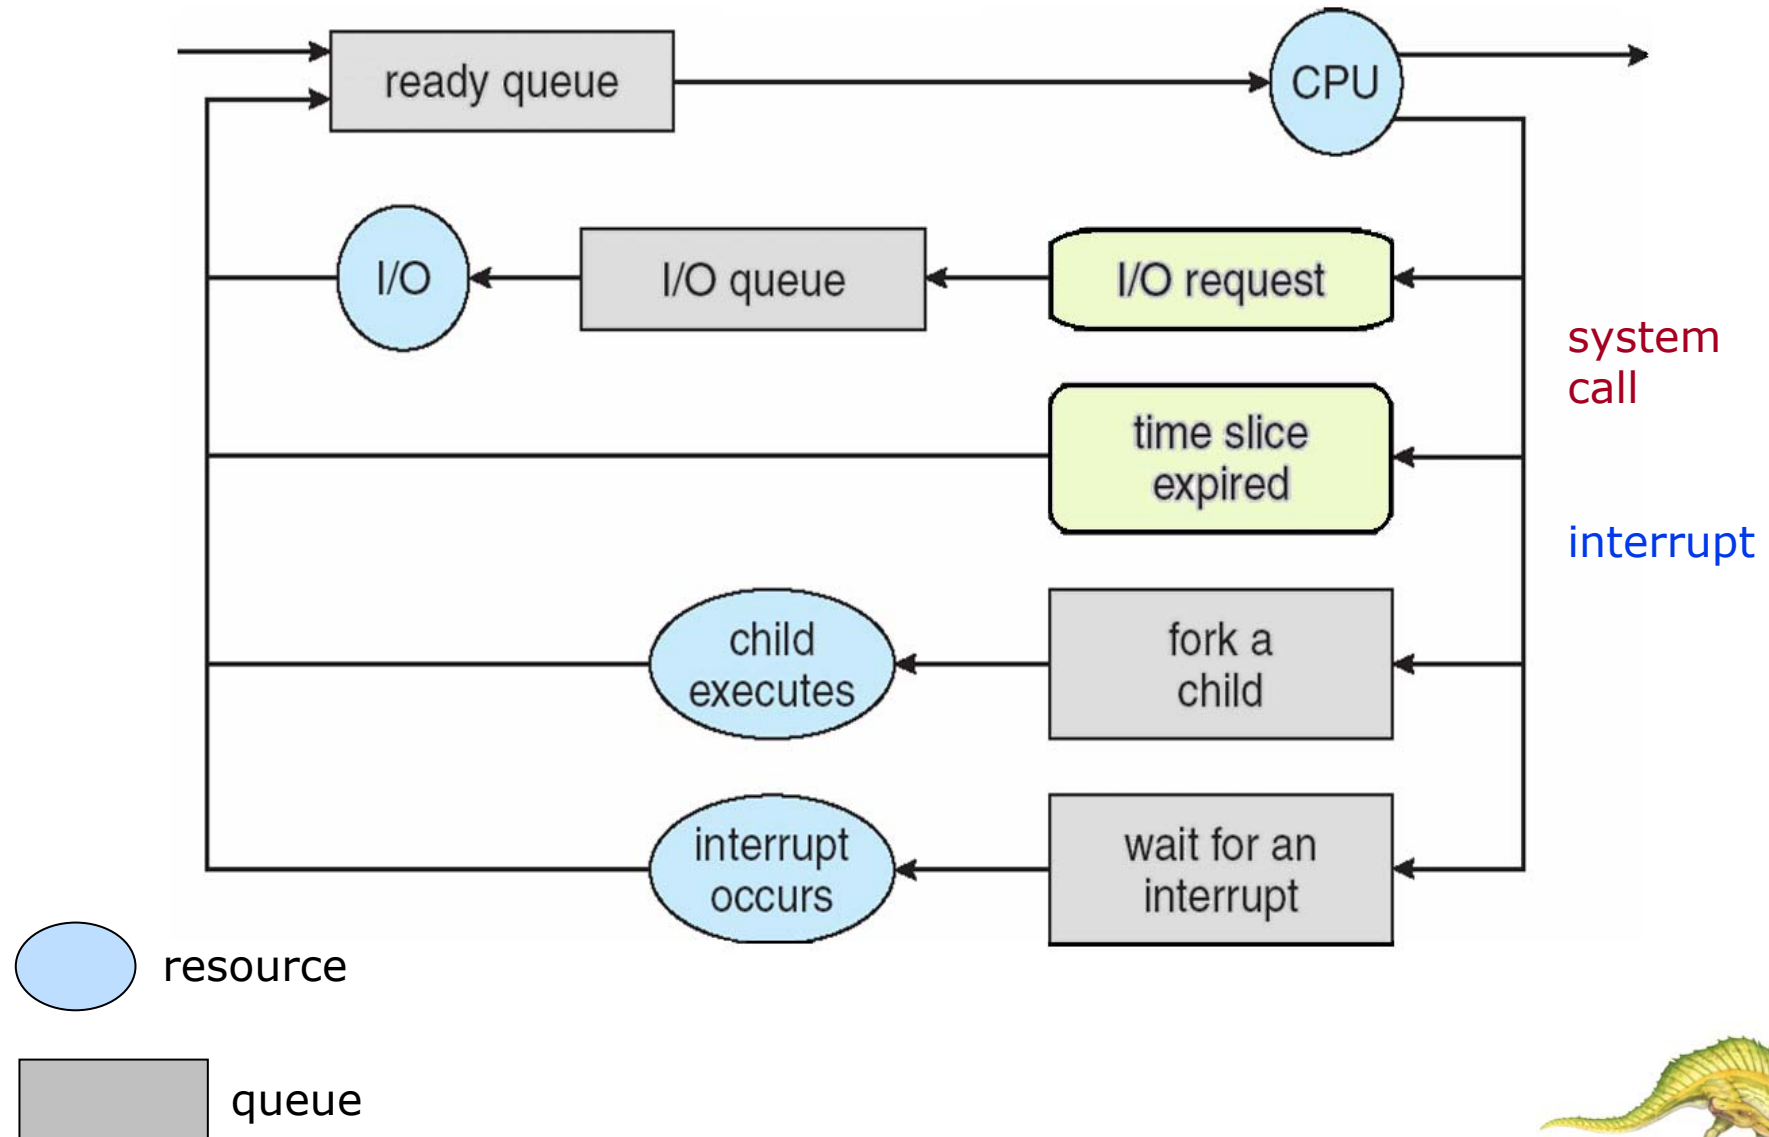 ready queue
CPU
I/O
I/O queue
I/O request
system
call
time slice
expired
interrupt
child
executes
fork a
child
interrupt
occurs
wait for an
interrupt
resource
queue